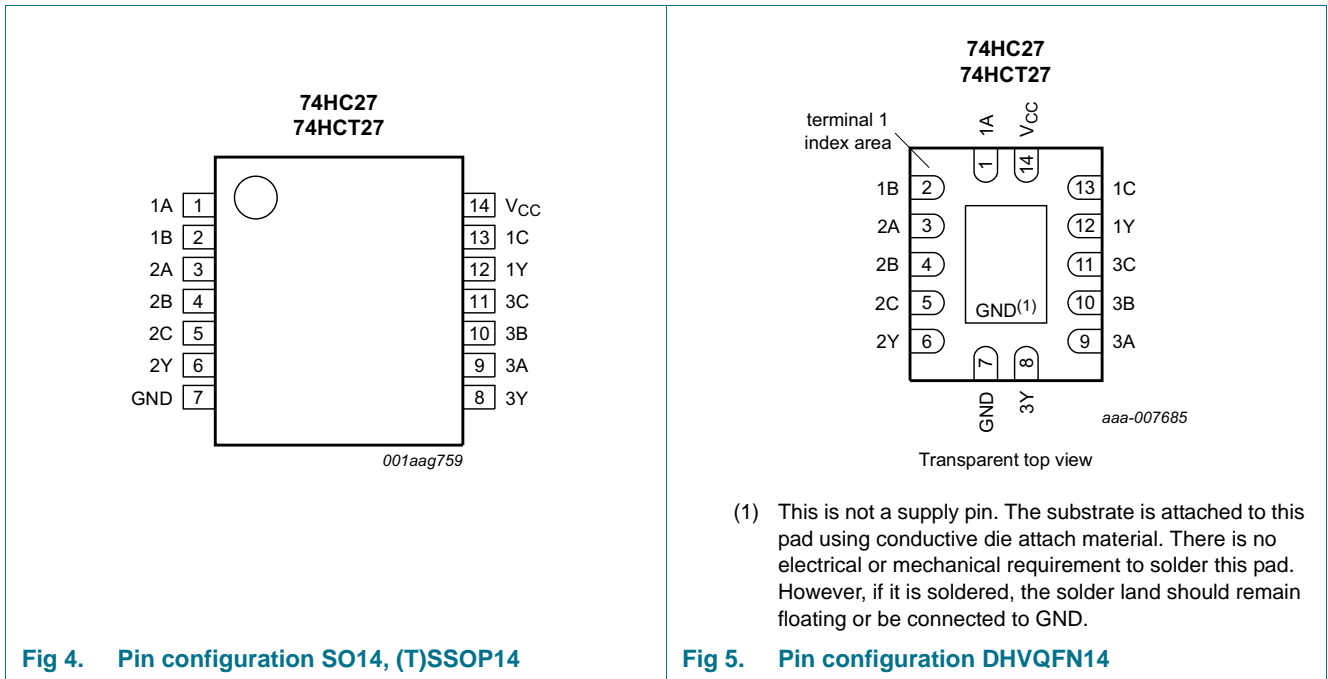 74HC27
74HCT27
1A 1
1B 2
2A 3
2B 4
2C 5
2Y 6
GND 7
14 VCC
13 1C
12 1Y
11 3C
10 3B
9 3A
8 3Y
001aag759
Fig 4. Pin configuration SO14, (T)SSOP14
74HC27
74HCT27
terminal 1
index area
1A
VCC
1
14
1B 2
2A 3
2B 4
2C 5
2Y 6
13 1C
12 1Y
11 3C
10 3B
9 3A
GND(1)
7
8
GND
3Y
aaa-007685
Transparent top view
(1) This is not a supply pin. The substrate is attached to this
pad using conductive die attach material. There is no
electrical or mechanical requirement to solder this pad.
However, if it is soldered, the solder land should remain
floating or be connected to GND.
Fig 5. Pin configuration DHVQFN14